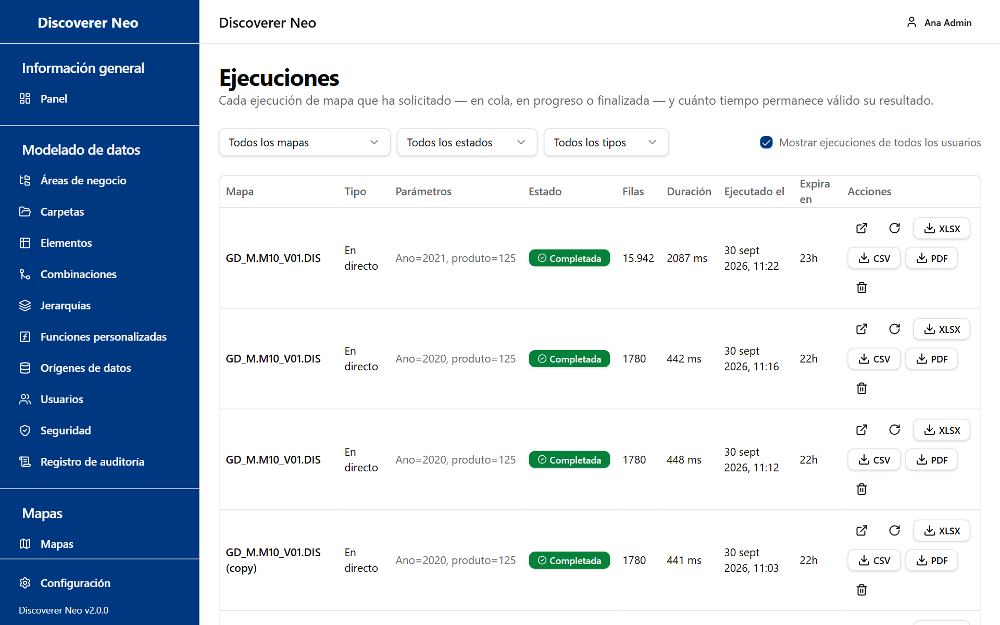 Discoverer Neo
Discoverer Neo
Ana Admin
Información general
Panel
Modelado de datos
Áreas de negocio
Carpetas
Elementos
Combinaciones
Jerarquías
Funciones personalizadas
Orígenes de datos
Usuarios
Seguridad
Registro de auditoría
Mapas
Mapas
Configuración
Discoverer Neo v2.0.0
Ejecuciones
Cada ejecución de mapa que ha solicitado — en cola, en progreso o finalizada — y cuánto tiempo permanece válido su resultado.
Todos los mapas
Todos los estados
Todos los tipos
Mostrar ejecuciones de todos los usuarios
Mapa Tipo Parámetros Estado Filas Duración Ejecutado el Expira en Acciones
GD_M.M10_V01.DIS En directo Ano=2021, produto=125 Completada 15.942 2087 ms 30 sept 2026, 11:22 23h XLSX CSV PDF
GD_M.M10_V01.DIS En directo Ano=2020, produto=125 Completada 1780 442 ms 30 sept 2026, 11:16 22h XLSX CSV PDF
GD_M.M10_V01.DIS En directo Ano=2020, produto=125 Completada 1780 448 ms 30 sept 2026, 11:12 22h XLSX CSV PDF
GD_M.M10_V01.DIS (copy) En directo Ano=2020, produto=125 Completada 1780 441 ms 30 sept 2026, 11:03 22h XLSX CSV PDF